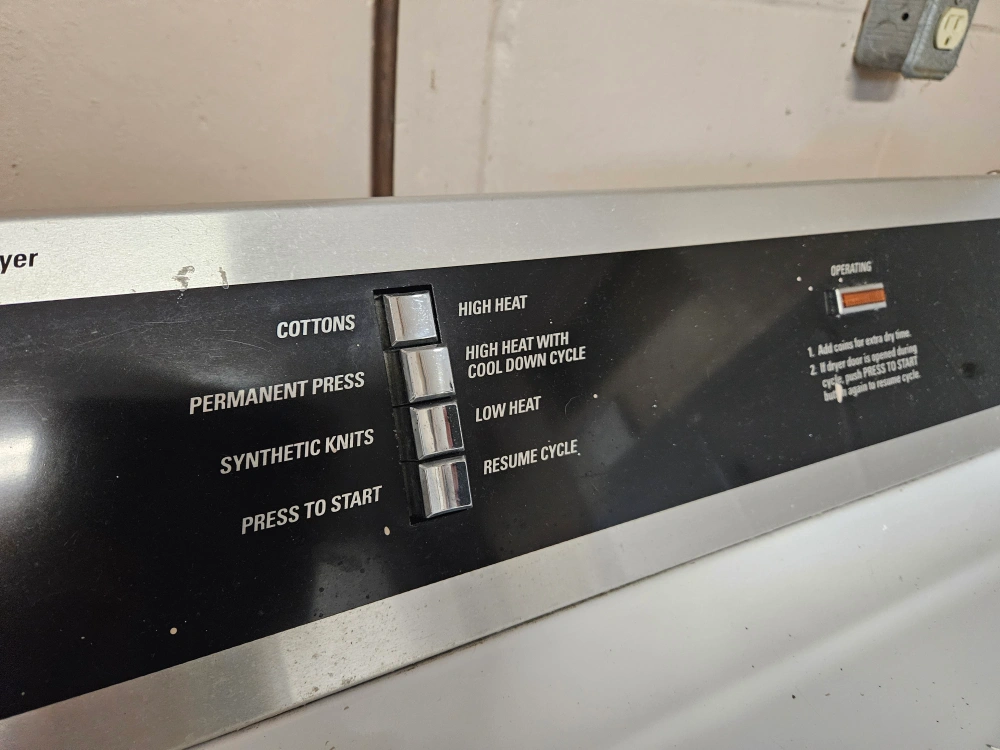 yer
COTTONS
HIGH HEAT
PERMANENT PRESS
HIGH HEAT WITH
COOL DOWN CYCLE
SYNTHETIC KNITS
LOW HEAT
PRESS TO START
RESUME CYCLE
OPERATING
1. Add coins for extra dry time.
2. If dryer door is opened during
cycle, push PRESS TO START
button again to resume cycle.